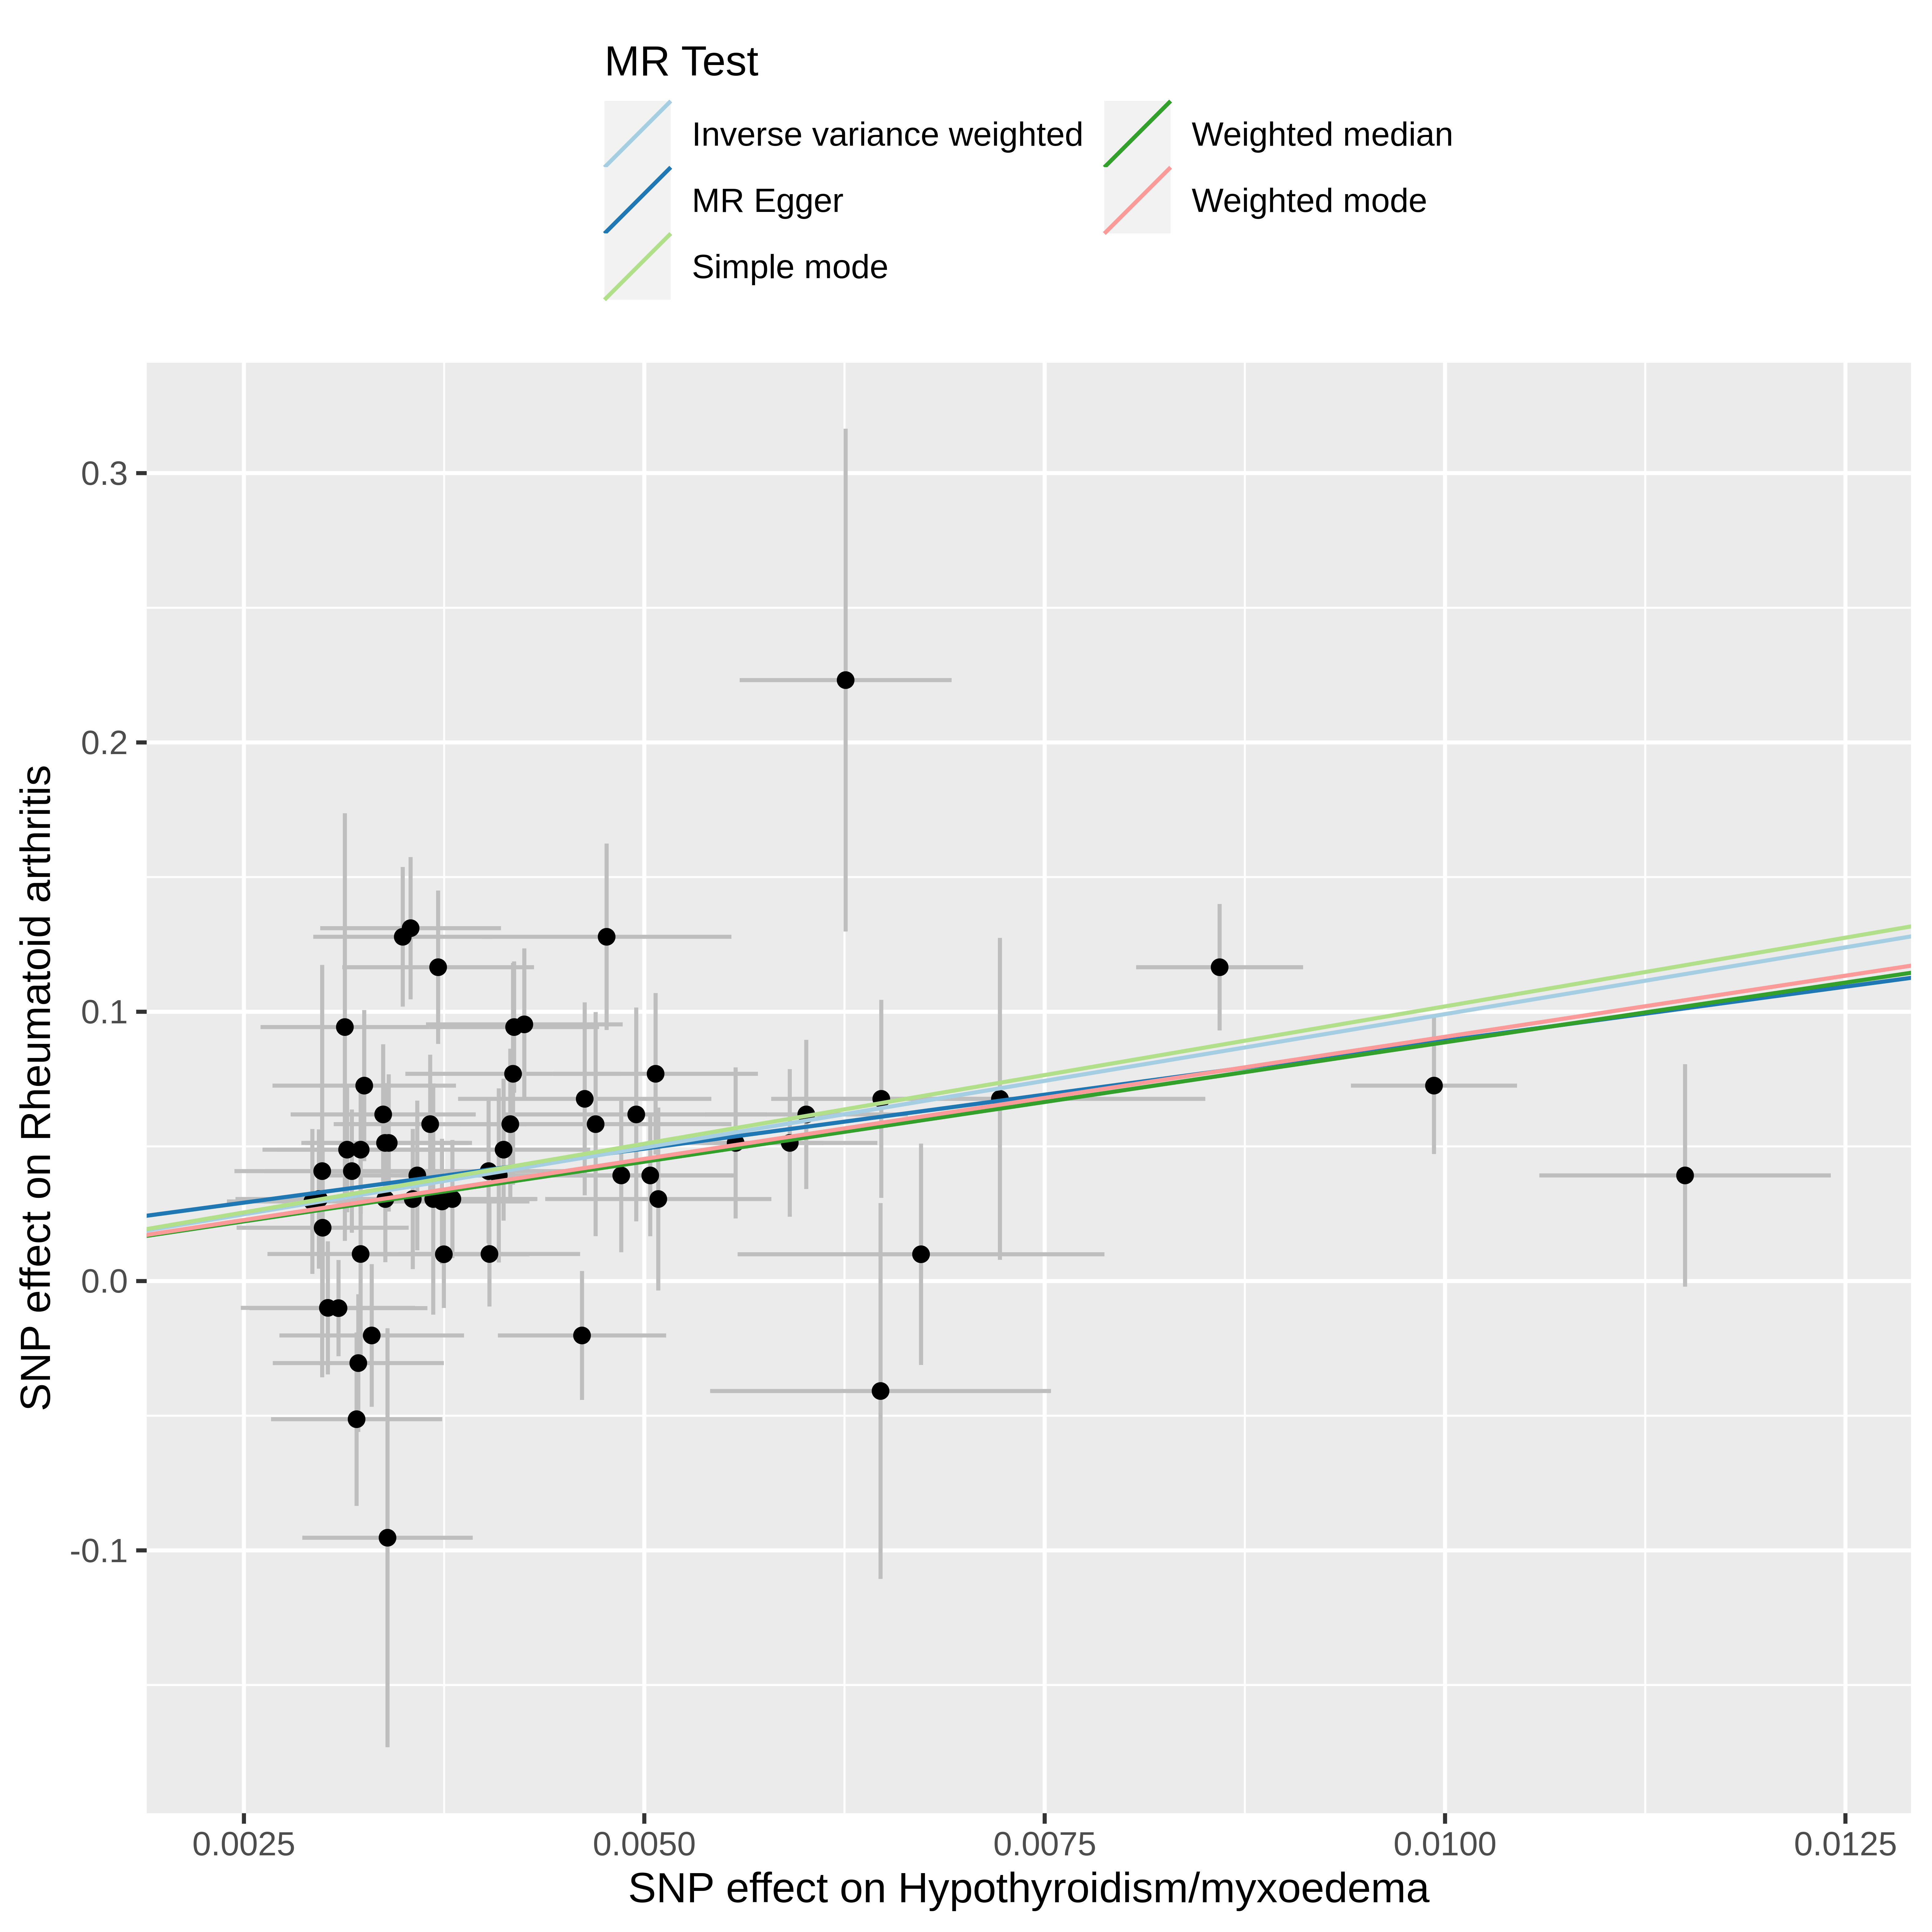 MR Test
Inverse variance weighted
Weighted median
MR Egger
Weighted mode
Simple mode
SNP effect on Rheumatoid arthritis
0.3
0.2
0.1
0.0
-0.1
0.0025
0.0050
0.0075
0.0100
0.0125
SNP effect on Hypothyroidism/myxoedema